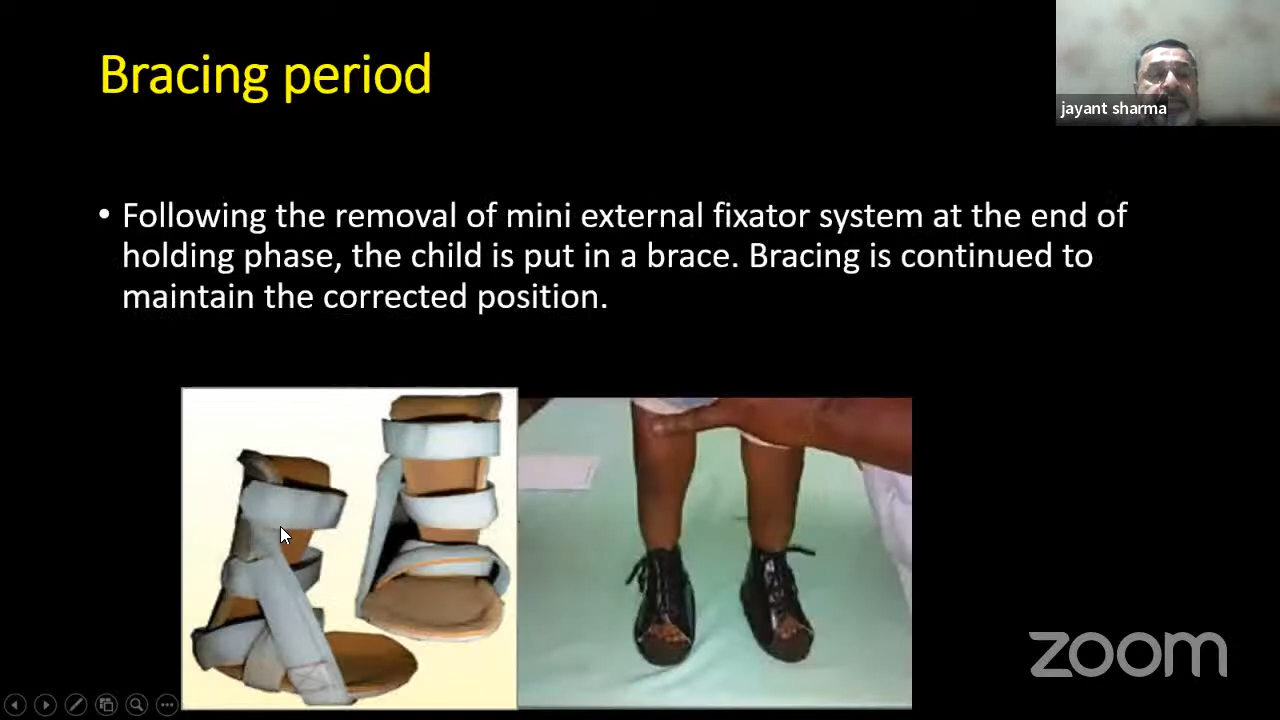 Bracing period
jayant sharma
• Following the removal of mini external fixator system at the end of
holding phase, the child is put in a brace. Bracing is continued to
maintain the corrected position.
zoom